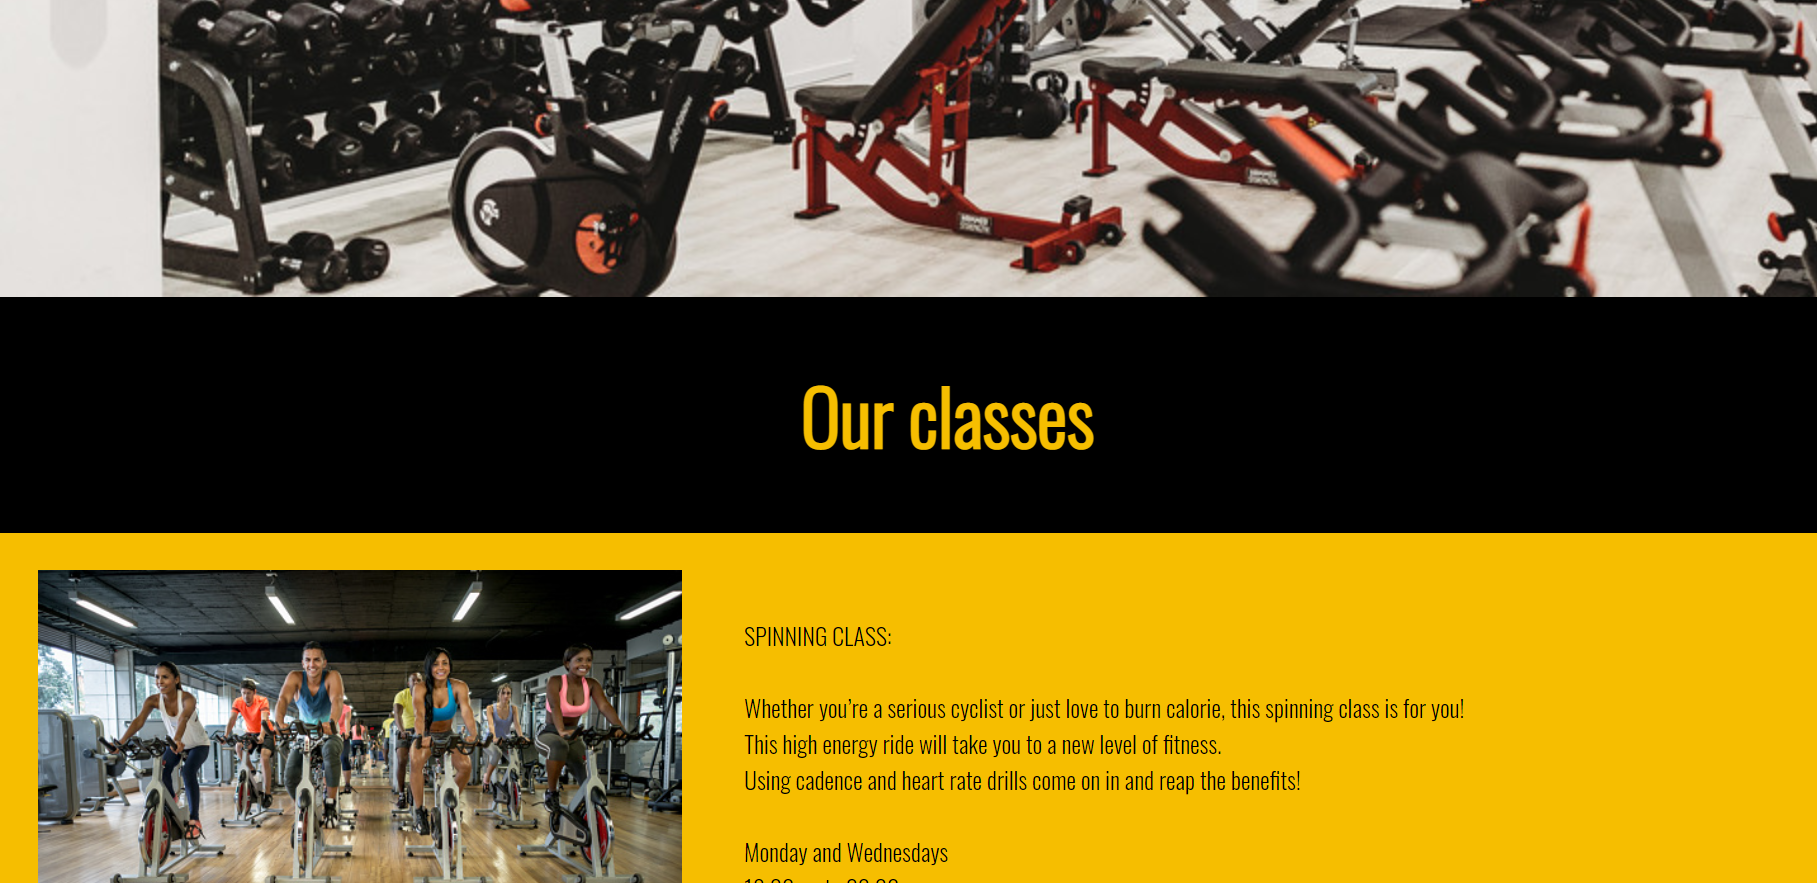 Our classes
SPINNING CLASS:
Whether you're a serious cyclist or just love to burn calorie, this spinning class is for you!
This high energy ride will take you to a new level of fitness.
Using cadence and heart rate drills come on in and reap the benefits!
Monday and Wednesdays